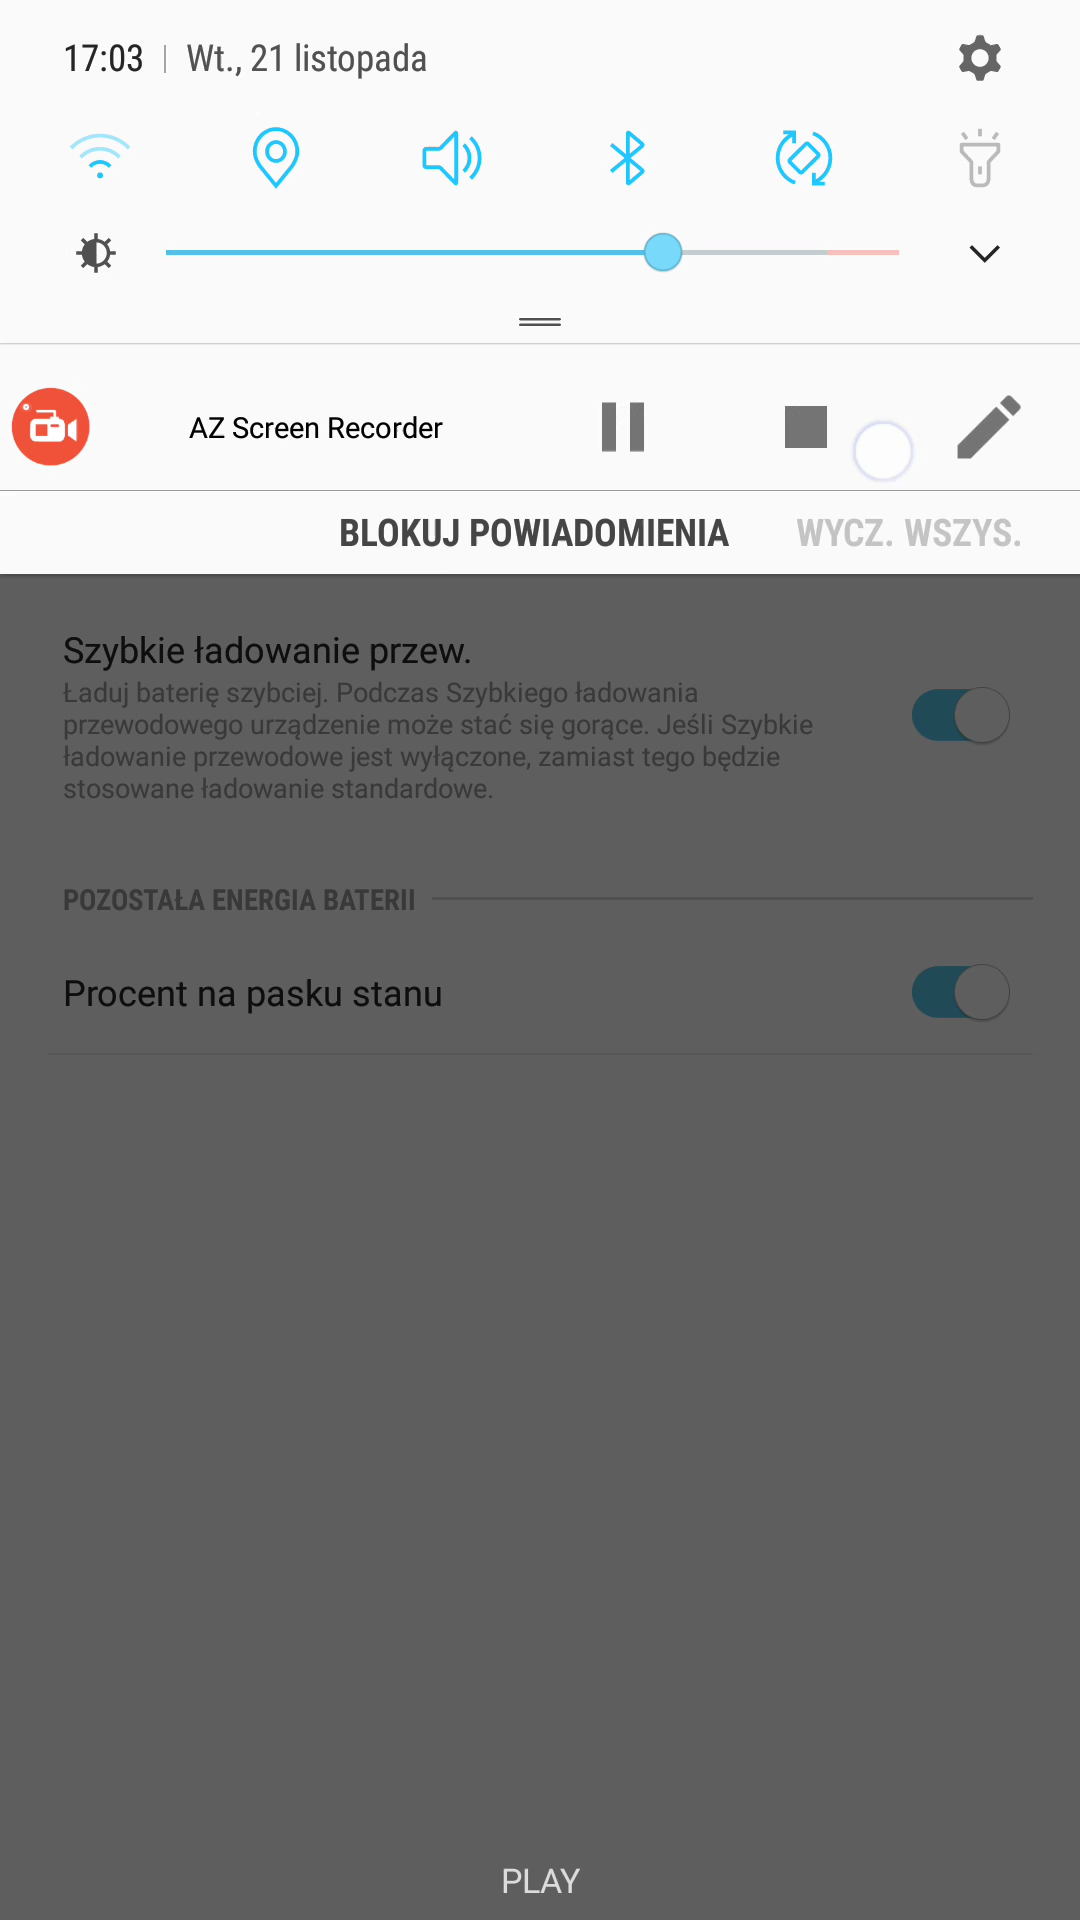 17:03 | Wt., 21 listopada
AZ Screen Recorder
BLOKUJ POWIADOMIENIA WYCZ. WSZYS.
Szybkie ładowanie przew.
Ładuj baterię szybciej. Podczas Szybkiego ładowania
przewodowego urządzenie może stać się gorące. Jeśli Szybkie
ładowanie przewodowe jest wyłączone, zamiast tego będzie
stosowane ładowanie standardowe.
POZOSTAŁA ENERGIA BATERII
Procent na pasku stanu
PLAY